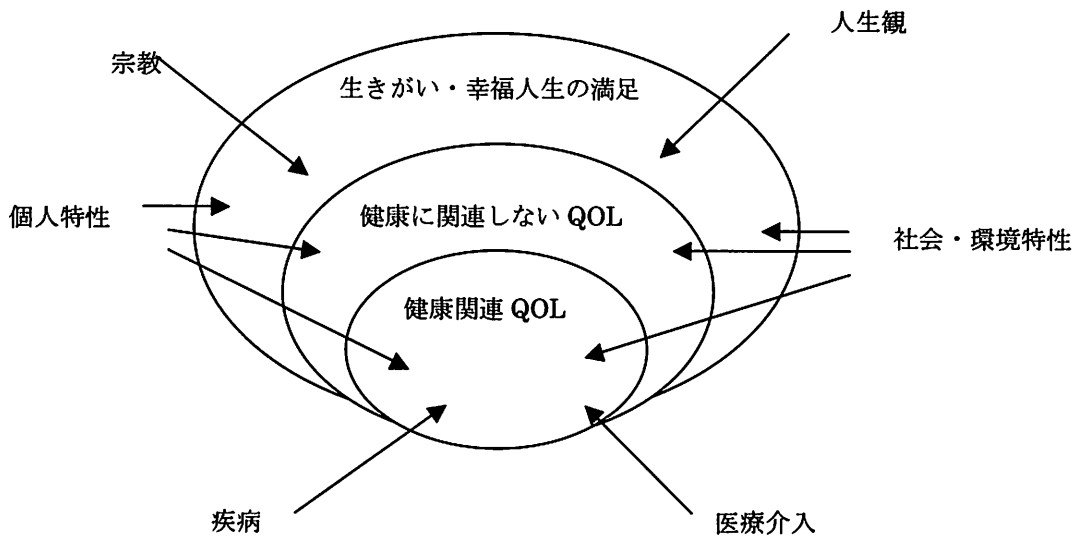 人生観
宗教
生きがい・幸福人生の満足
個人特性
健康に関連しない QOL
社会・環境特性
健康関連 QOL
疾病
医療介入